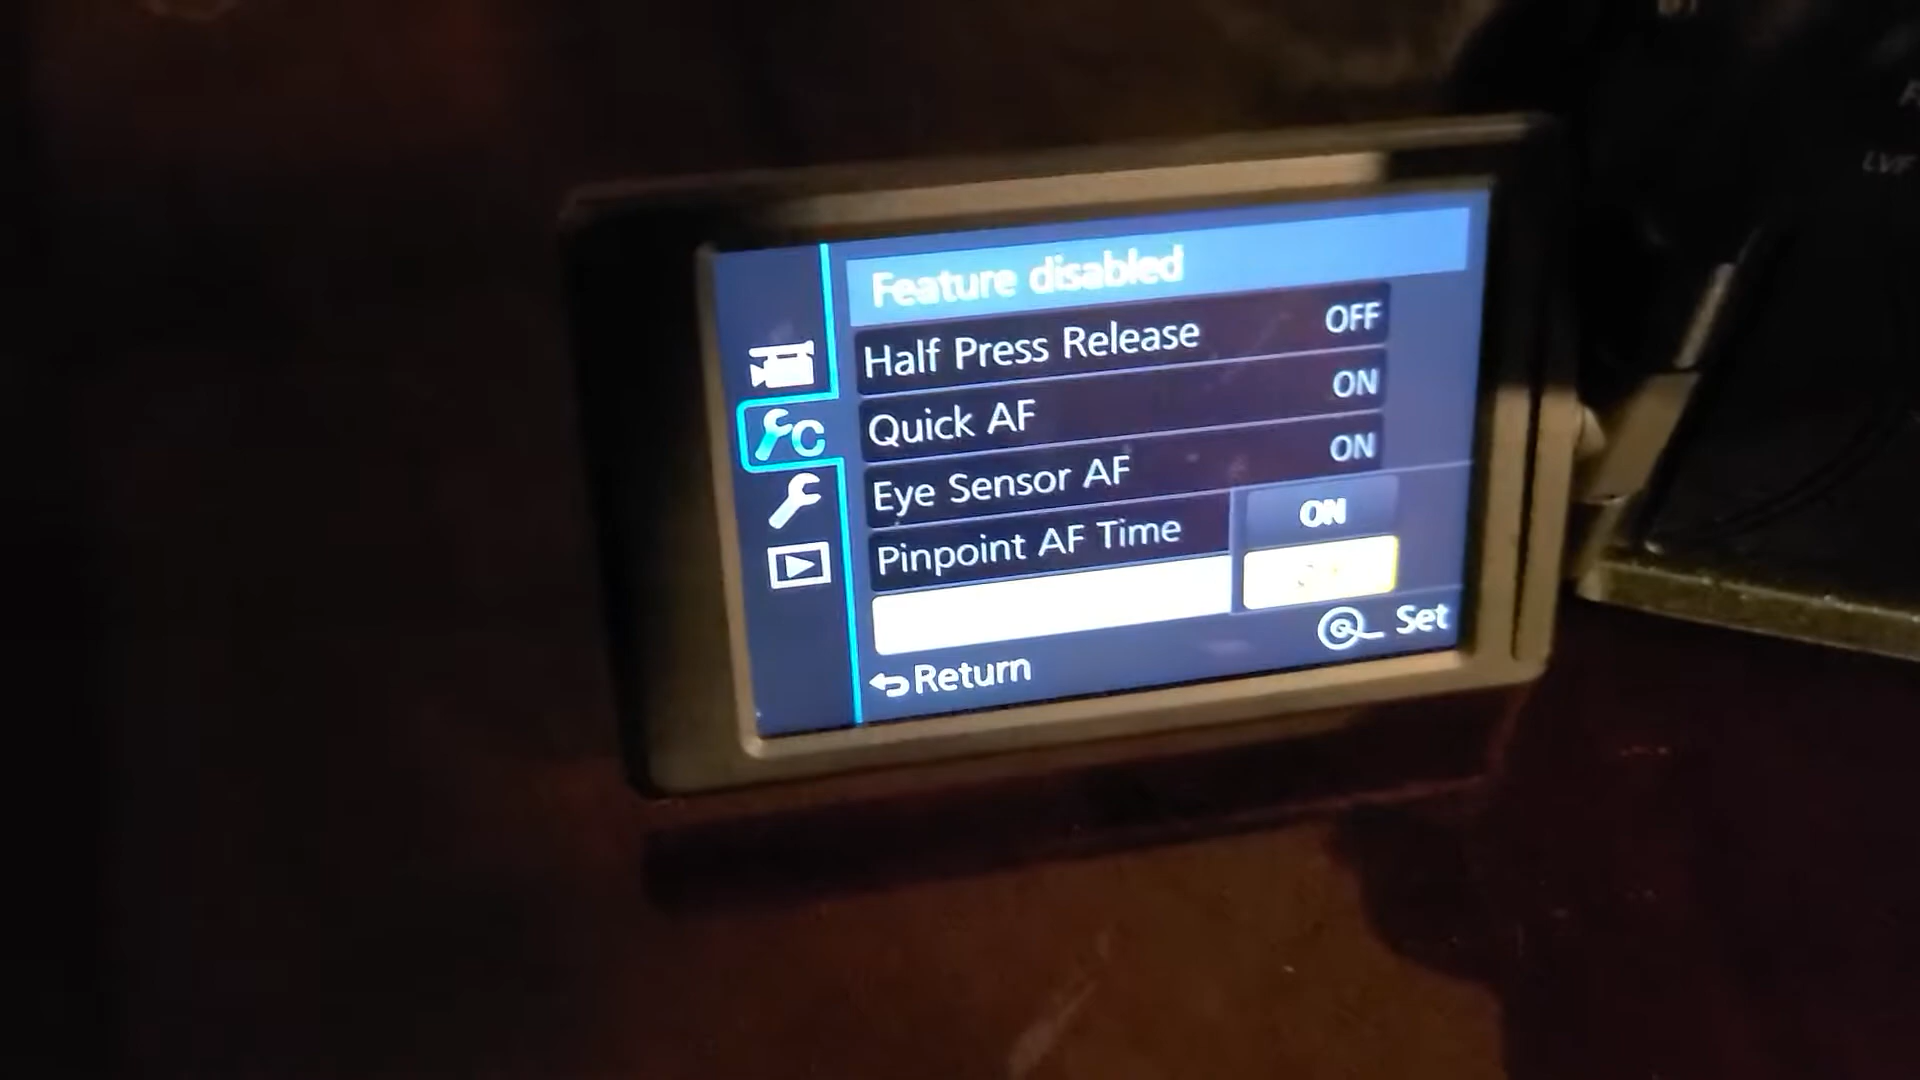 Feature disabled
Half Press Release OFF
Quick AF ON
Eye Sensor AF ON
Pinpoint AF Time
ON
Return
Set
LVF